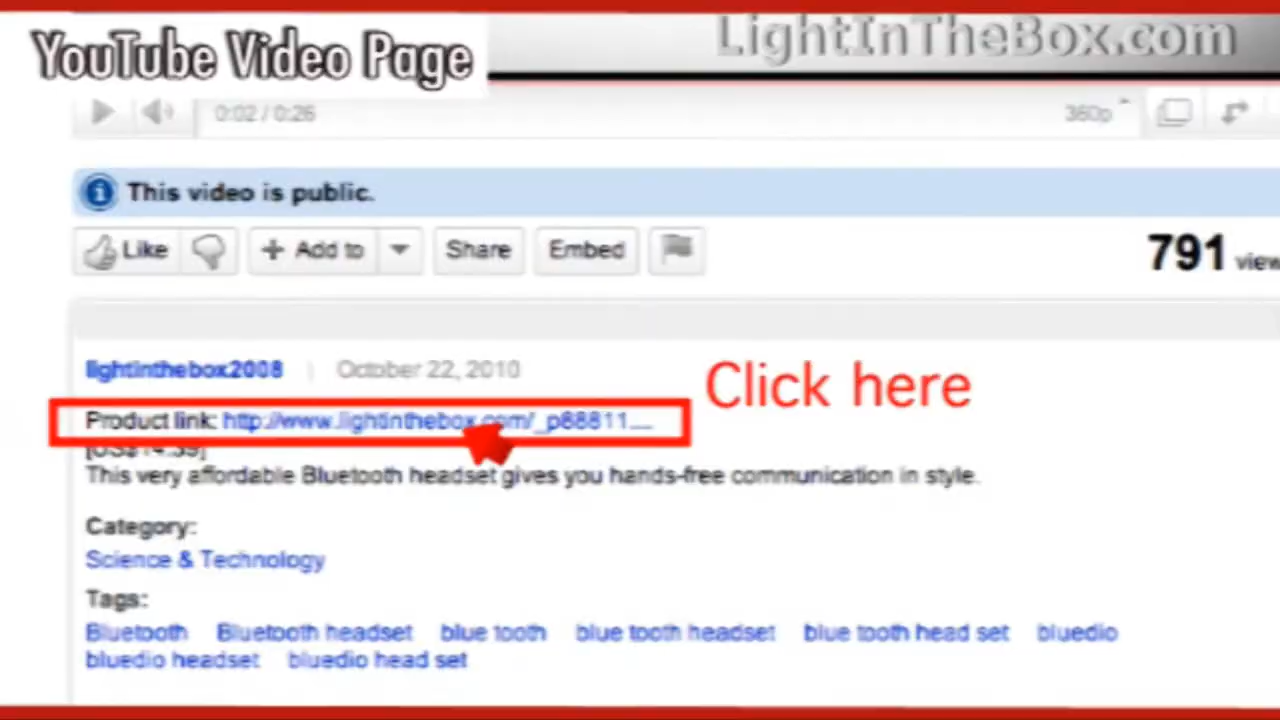 YouTube Video Page
LightInTheBox.com
0:02 / 0:26
360p
This video is public.
Like
Add to
Share
Embed
791 view
lightinthebox2008 | October 22, 2010
Click here
Product link: http://www.lightinthebox.com/_p88811...
This very affordable Bluetooth headset gives you hands-free communication in style.
Category:
Science & Technology
Tags:
Bluetooth Bluetooth headset blue tooth blue tooth headset blue tooth head set bluedio
bluedio headset bluedio head set